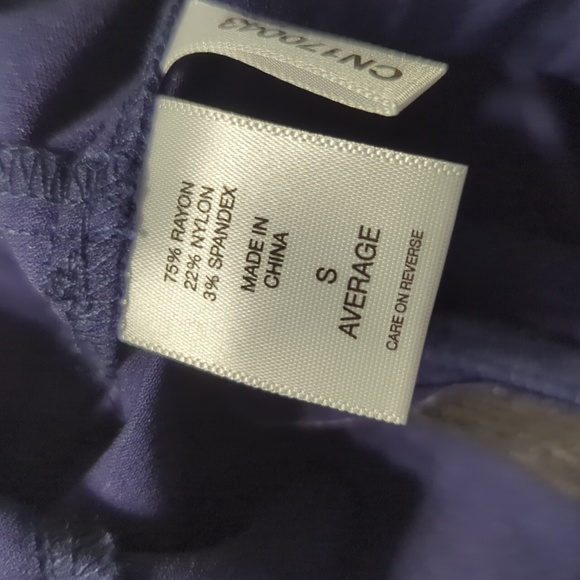 CN170043
75% RAYON
22% NYLON
3% SPANDEX
MADE IN
CHINA
S
AVERAGE
CARE ON REVERSE